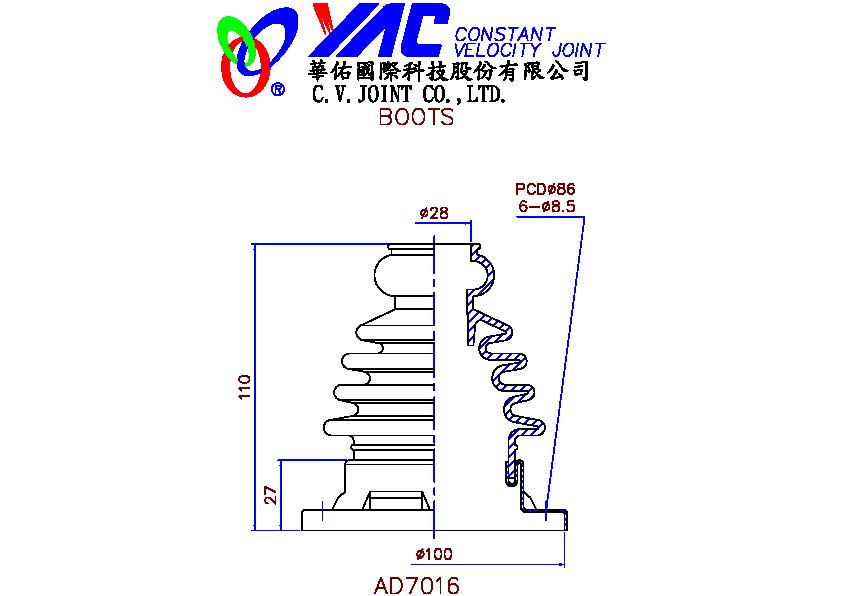 YAC CONSTANT
VELOCITY JOINT
華佑國際科技股份有限公司
®
C.V.JOINT CO.,LTD.
BOOTS
PCDø86
6-ø8.5
ø28
110
27
ø100
AD7016